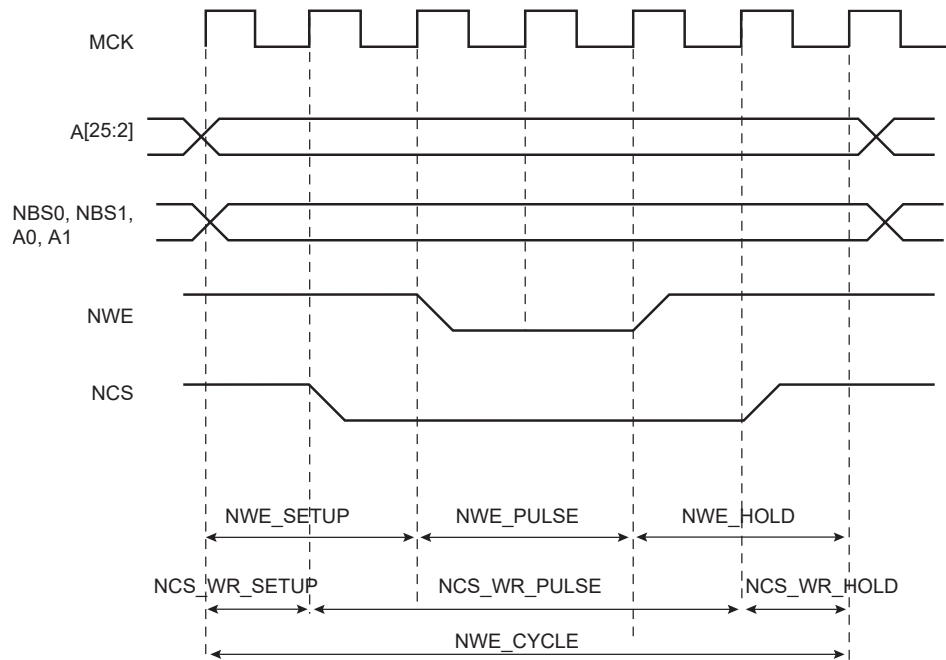 MCK
A[25:2]
NBS0, NBS1,
A0, A1
NWE
NCS
NWE_SETUP NWE_PULSE NWE_HOLD
NCS_WR_SETUP NCS_WR_PULSE NCS_WR_HOLD
NWE_CYCLE